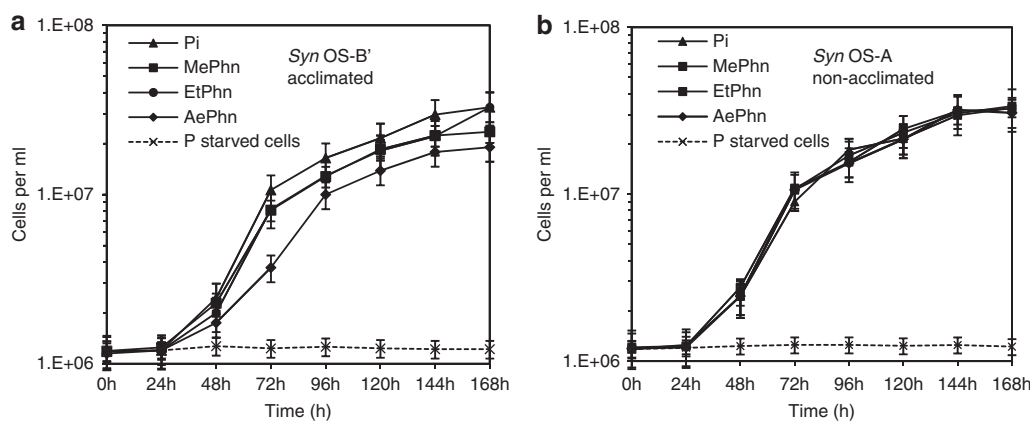 a
1.E+08
Pi
MePhn
EtPhn
AePhn
P starved cells
Syn OS-B’
acclimated
1.E+07
1.E+06
Cells per ml
0h 24h 48h 72h 96h 120h 144h 168h
Time (h)
b
1.E+08
Pi
MePhn
EtPhn
AePhn
P starved cells
Syn OS-A
non-acclimated
1.E+07
1.E+06
Cells per ml
0h 24h 48h 72h 96h 120h 144h 168h
Time (h)